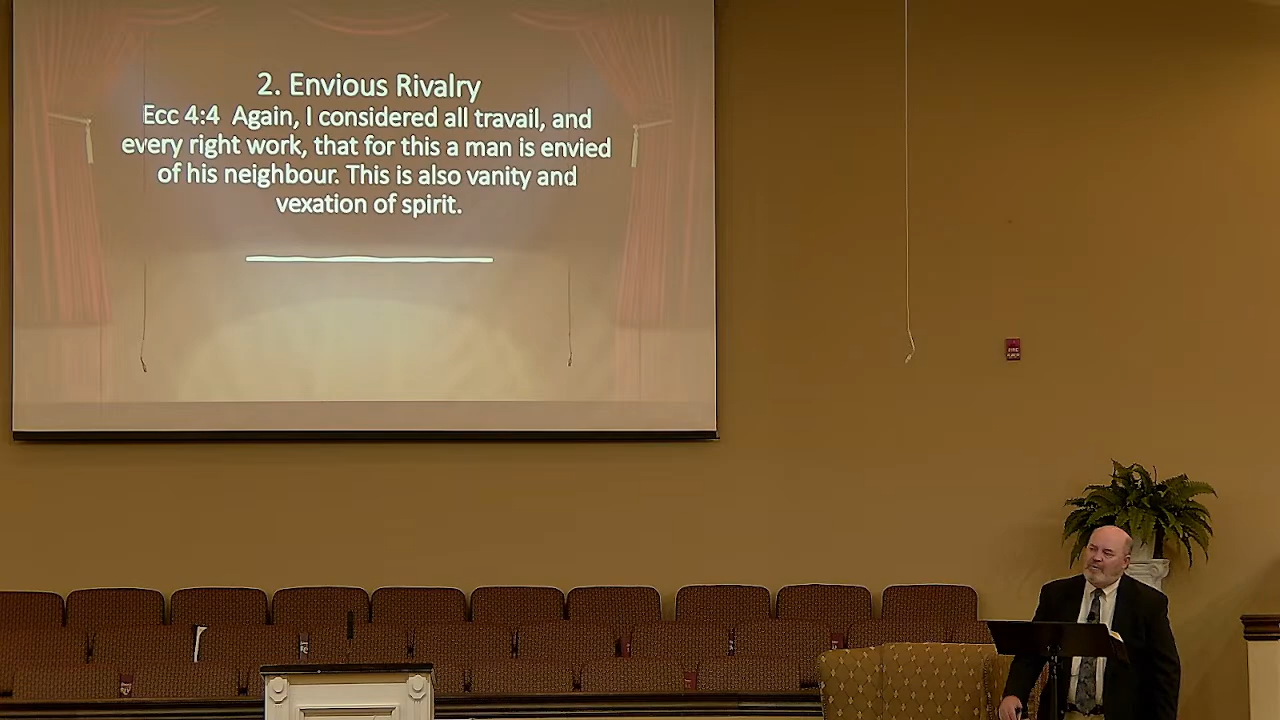 2. Envious Rivalry
Ecc 4:4 Again, I considered all travail, and
every right work, that for this a man is envied
of his neighbour. This is also vanity and
vexation of spirit.
FIRE